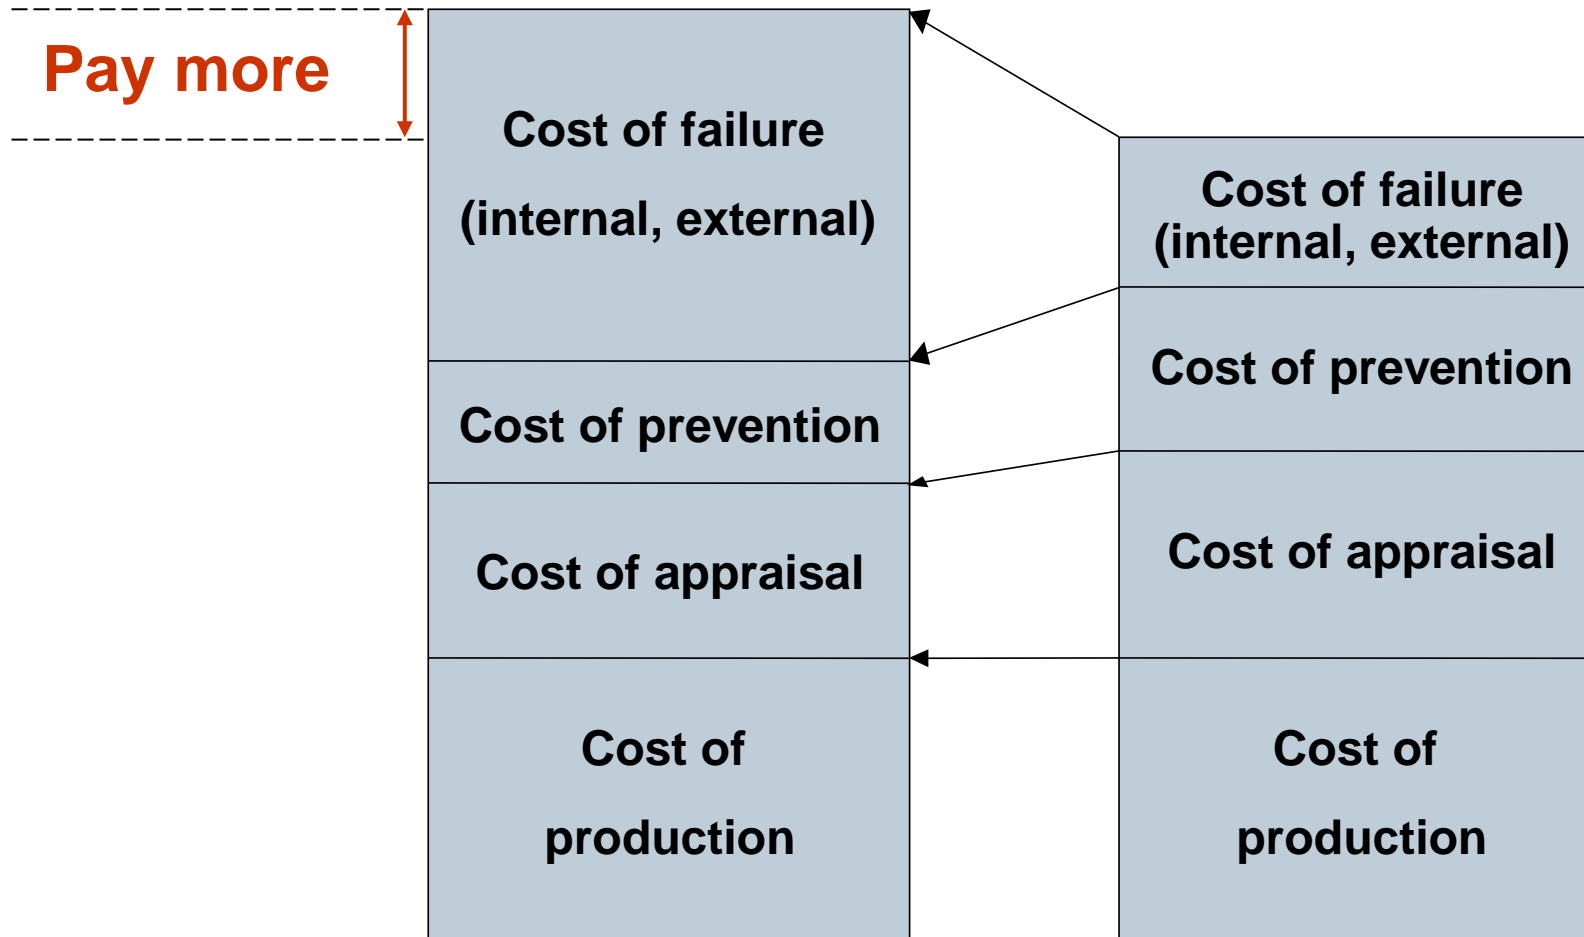 Pay more
Cost of failure
(internal, external)
Cost of prevention
Cost of appraisal
Cost of
production
Cost of failure
(internal, external)
Cost of prevention
Cost of appraisal
Cost of
production